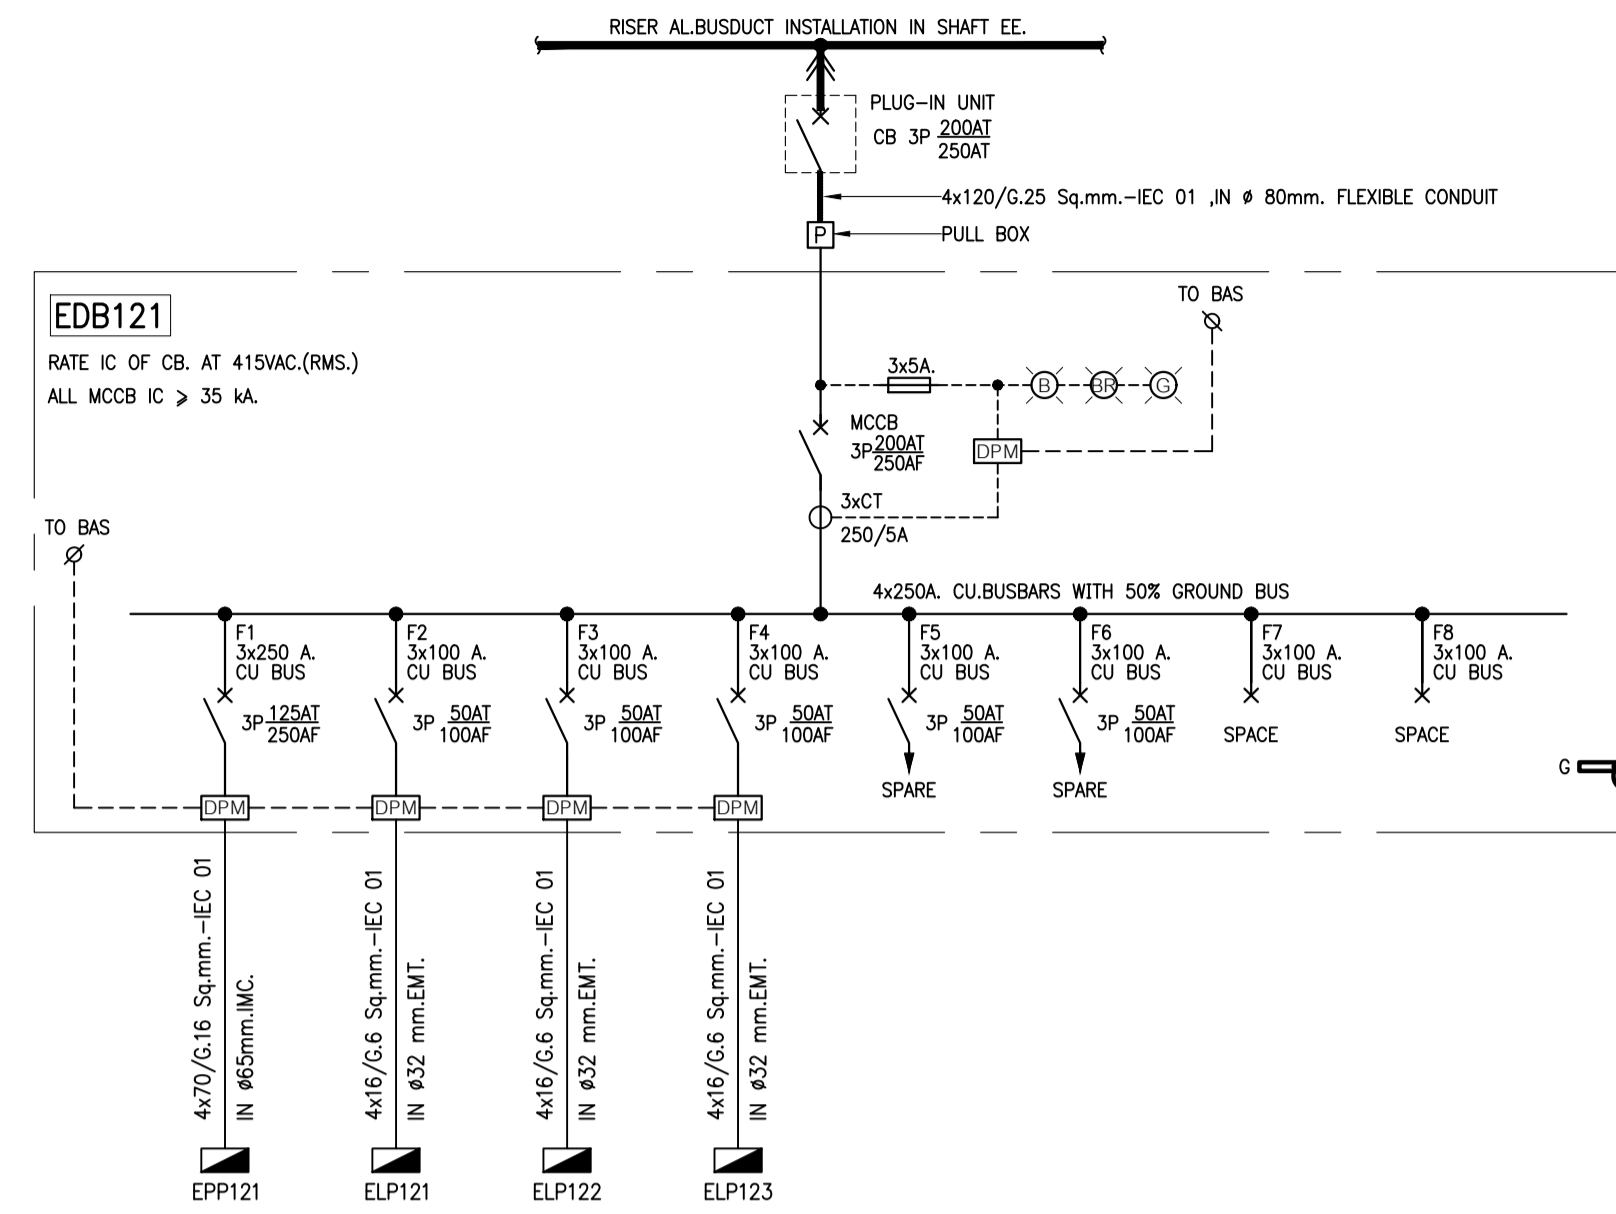 RISER AL.BUSDUCT INSTALLATION IN SHAFT EE.
PLUG-IN UNIT
CB 3P 200AT
250AT
4x120/G.25 Sq.mm.-IEC 01 ,IN ø 80mm. FLEXIBLE CONDUIT
P
PULL BOX
EDB121
RATE IC OF CB. AT 415VAC.(RMS.)
ALL MCCB IC ⩾ 35 kA.
TO BAS
3x5A.
B
BR
G
MCCB
3P 200AT
250AF
DPM
3xCT
250/5A
TO BAS
4x250A. CU.BUSBARS WITH 50% GROUND BUS
F1
3x250 A.
CU BUS
3P 125AT
250AF
F2
3x100 A.
CU BUS
3P 50AT
100AF
F3
3x100 A.
CU BUS
3P 50AT
100AF
F4
3x100 A.
CU BUS
3P 50AT
100AF
F5
3x100 A.
CU BUS
3P 50AT
100AF
SPARE
F6
3x100 A.
CU BUS
3P 50AT
100AF
SPARE
F7
3x100 A.
CU BUS
SPACE
F8
3x100 A.
CU BUS
SPACE
G
DPM
DPM
DPM
DPM
4x70/G.16 Sq.mm.-IEC 01
IN ø65mm.IMC.
4x16/G.6 Sq.mm.-IEC 01
IN ø32 mm.EMT.
4x16/G.6 Sq.mm.-IEC 01
IN ø32 mm.EMT.
4x16/G.6 Sq.mm.-IEC 01
IN ø32 mm.EMT.
EPP121
ELP121
ELP122
ELP123